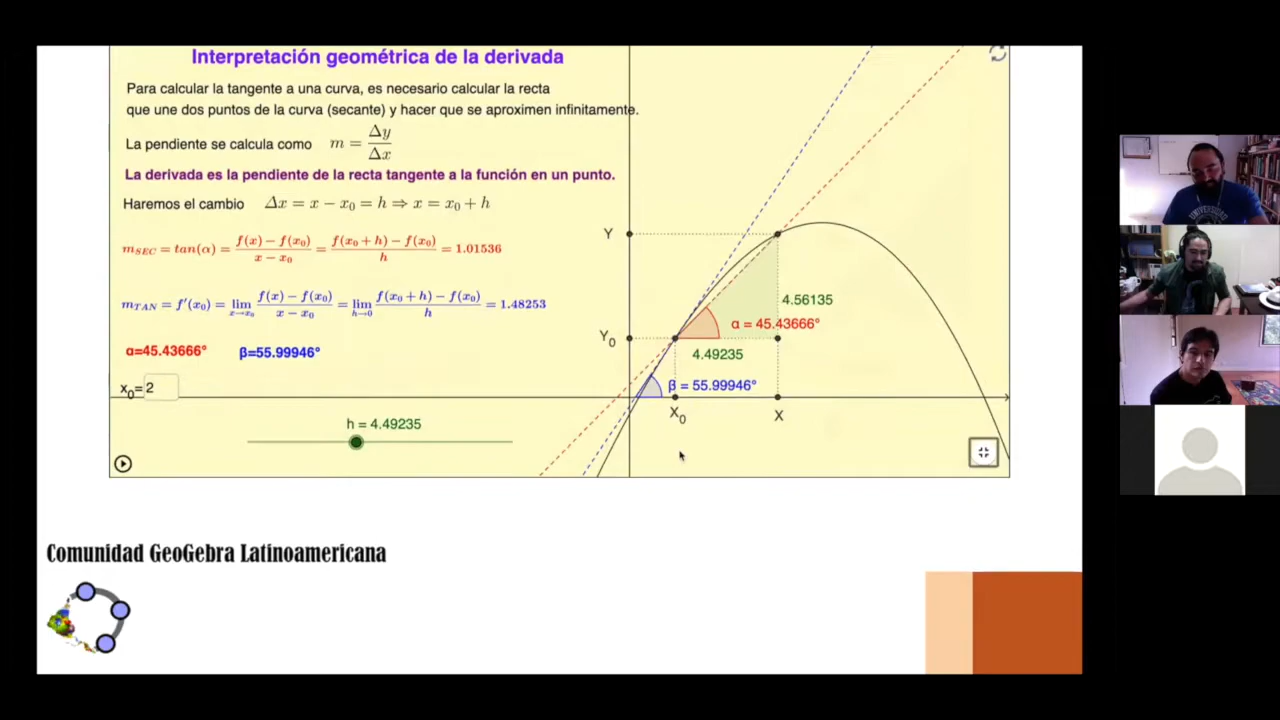 Interpretación geométrica de la derivada
Para calcular la tangente a una curva, es necesario calcular la recta
que une dos puntos de la curva (secante) y hacer que se aproximen infinitamente.
La pendiente se calcula como m = Δy/Δx
La derivada es la pendiente de la recta tangente a la función en un punto.
Haremos el cambio Δx = x − x₀ = h ⇒ x = x₀ + h
m_SEC = tan(α) = (f(x) − f(x₀))/(x − x₀) = (f(x₀ + h) − f(x₀))/h = 1.01536
m_TAN = f′(x₀) = lim x→x₀ (f(x) − f(x₀))/(x − x₀) = lim h→0 (f(x₀ + h) − f(x₀))/h = 1.48253
α=45.43666° β=55.99946°
x₀= 2
h = 4.49235
Y
4.56135
α = 45.43666°
Y₀
4.49235
β = 55.99946°
X₀
X
Comunidad GeoGebra Latinoamericana
UNIVERSIDAD